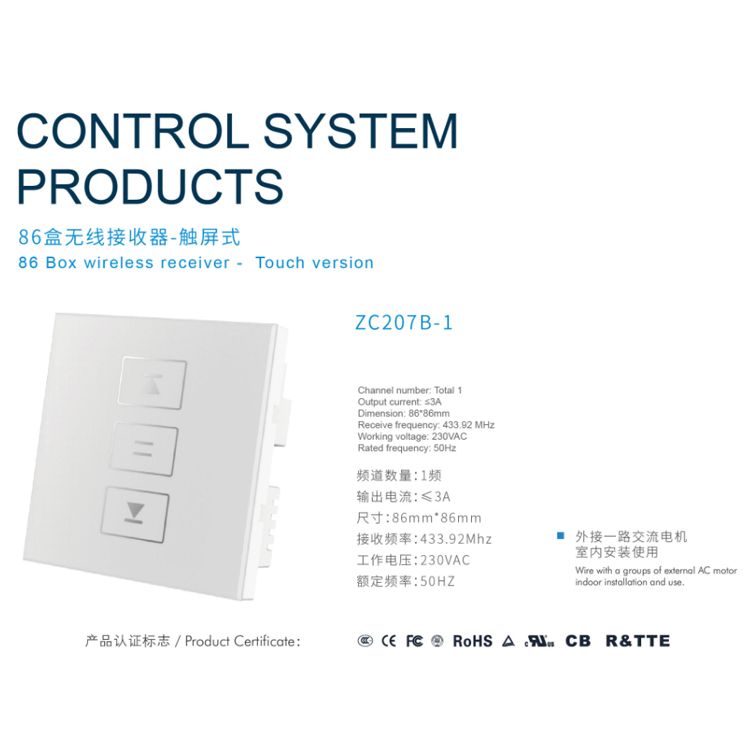 CONTROL SYSTEM
PRODUCTS
86盒无线接收器-触屏式
86 Box wireless receiver - Touch version
ZC207B-1
Channel number: Total 1
Output current: ≤3A
Dimension: 86*86mm
Receive frequency: 433.92 MHz
Working voltage: 230VAC
Rated frequency: 50Hz
频道数量:1频
输出电流:≤3A
尺寸:86mm*86mm
接收频率:433.92Mhz
工作电压:230VAC
额定频率:50HZ
外接一路交流电机
室内安装使用
Wire with a groups of external AC motor
indoor installation and use.
产品认证标志 / Product Certificate:
CCC CE FC RoHS c UL us CB R&TTE